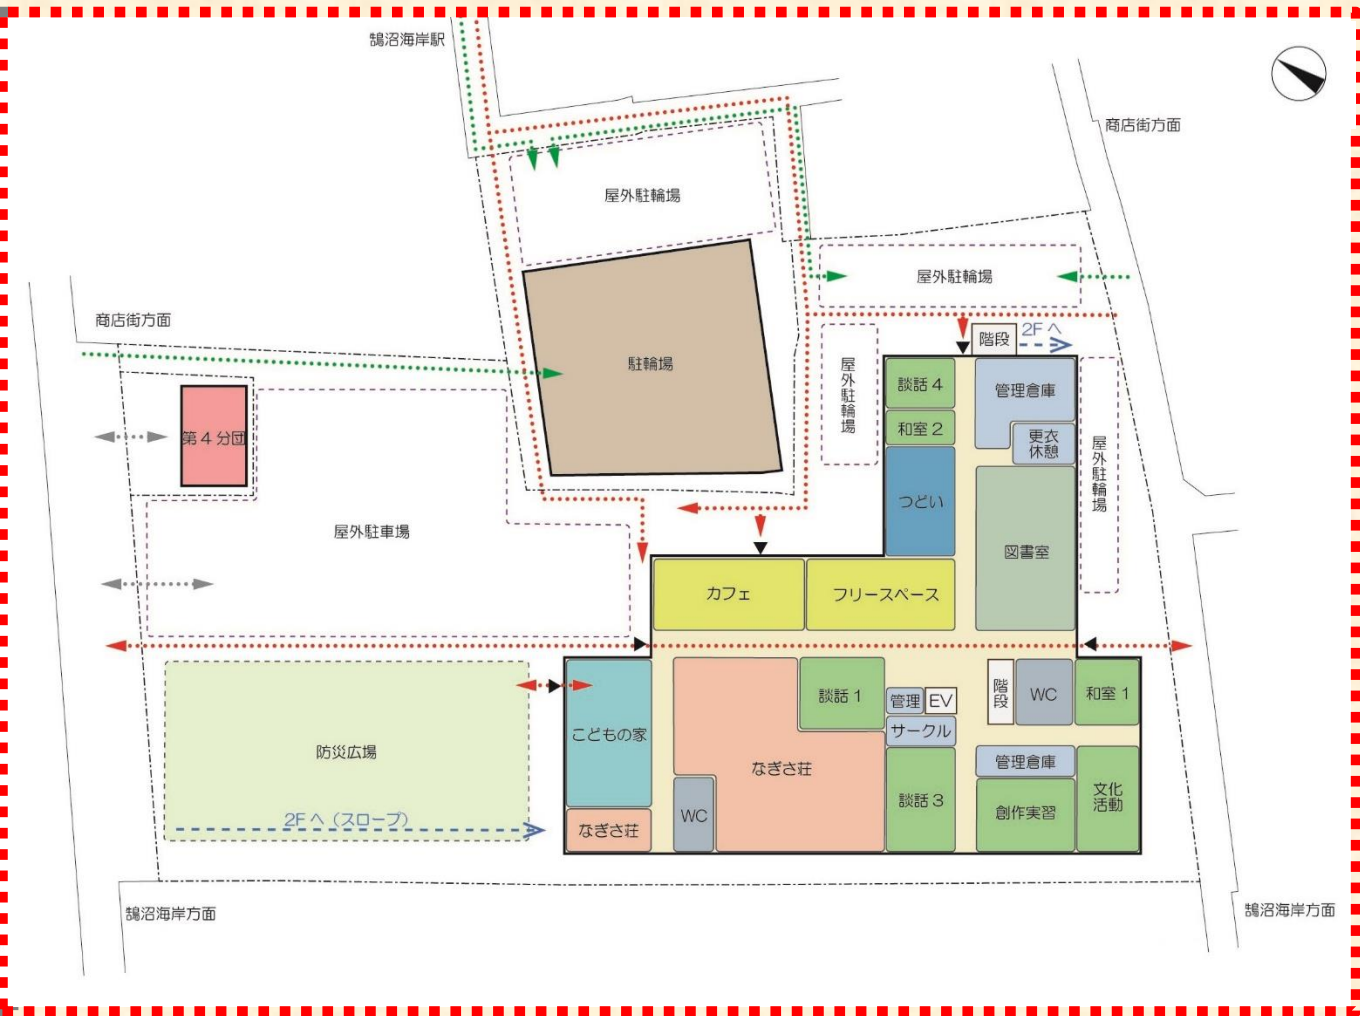 鵠沼海岸駅
商店街方面
屋外駐輪場
屋外駐輪場
商店街方面
階段
2F へ
駐輪場
屋外駐輪場
談話 4
管理倉庫
和室 2
更衣
休憩
第 4 分団
屋外駐輪場
つどい
屋外駐車場
図書室
カフェ
フリースペース
こどもの家
談話 1
管理
EV
階段
WC
和室 1
サークル
防災広場
なぎさ荘
管理倉庫
文化
活動
談話 3
創作実習
WC
2F へ（スロープ）
なぎさ荘
鵠沼海岸方面
鵠沼海岸方面